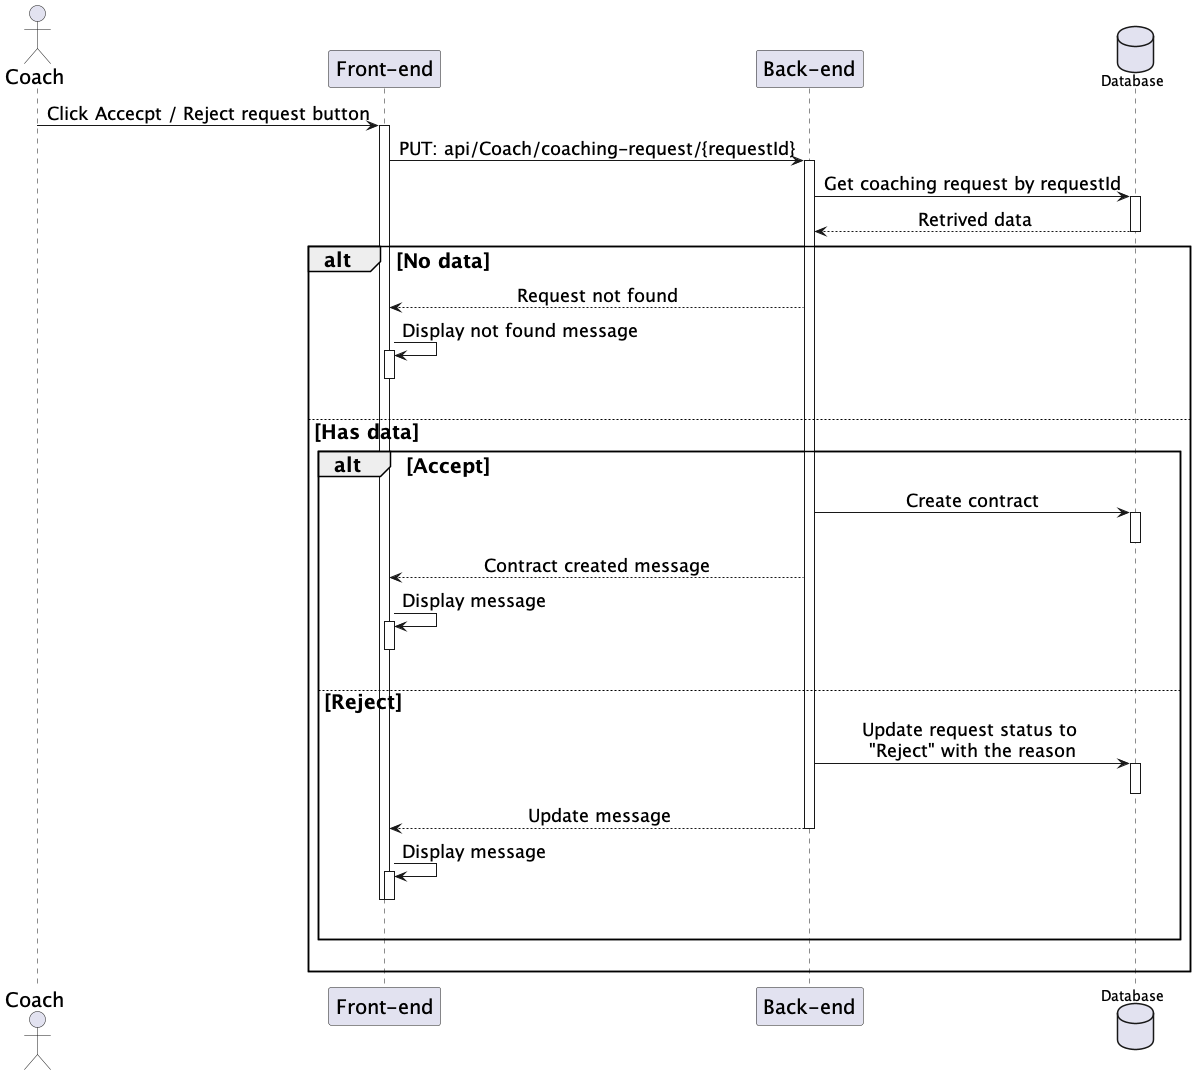 Coach
Front-end
Back-end
Database
Click Accecpt / Reject request button
PUT: api/Coach/coaching-request/{requestId}
Get coaching request by requestId
Retrived data
alt
[No data]
Request not found
Display not found message
[Has data]
alt
[Accept]
Create contract
Contract created message
Display message
[Reject]
Update request status to
"Reject" with the reason
Update message
Display message
Coach
Front-end
Back-end
Database